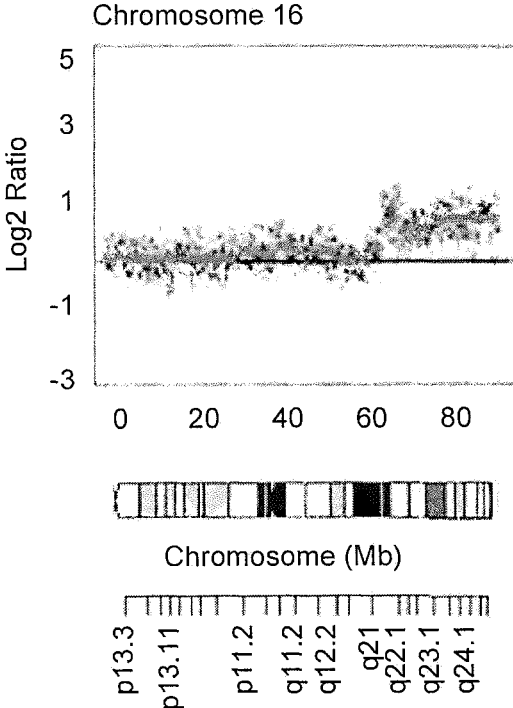 Chromosome 16
Log2 Ratio
5
3
1
-1
-3
0 20 40 60 80
Chromosome (Mb)
p13.3 p13.11 p11.2 q11.2 q12.2 q21 q22.1 q23.1 q24.1